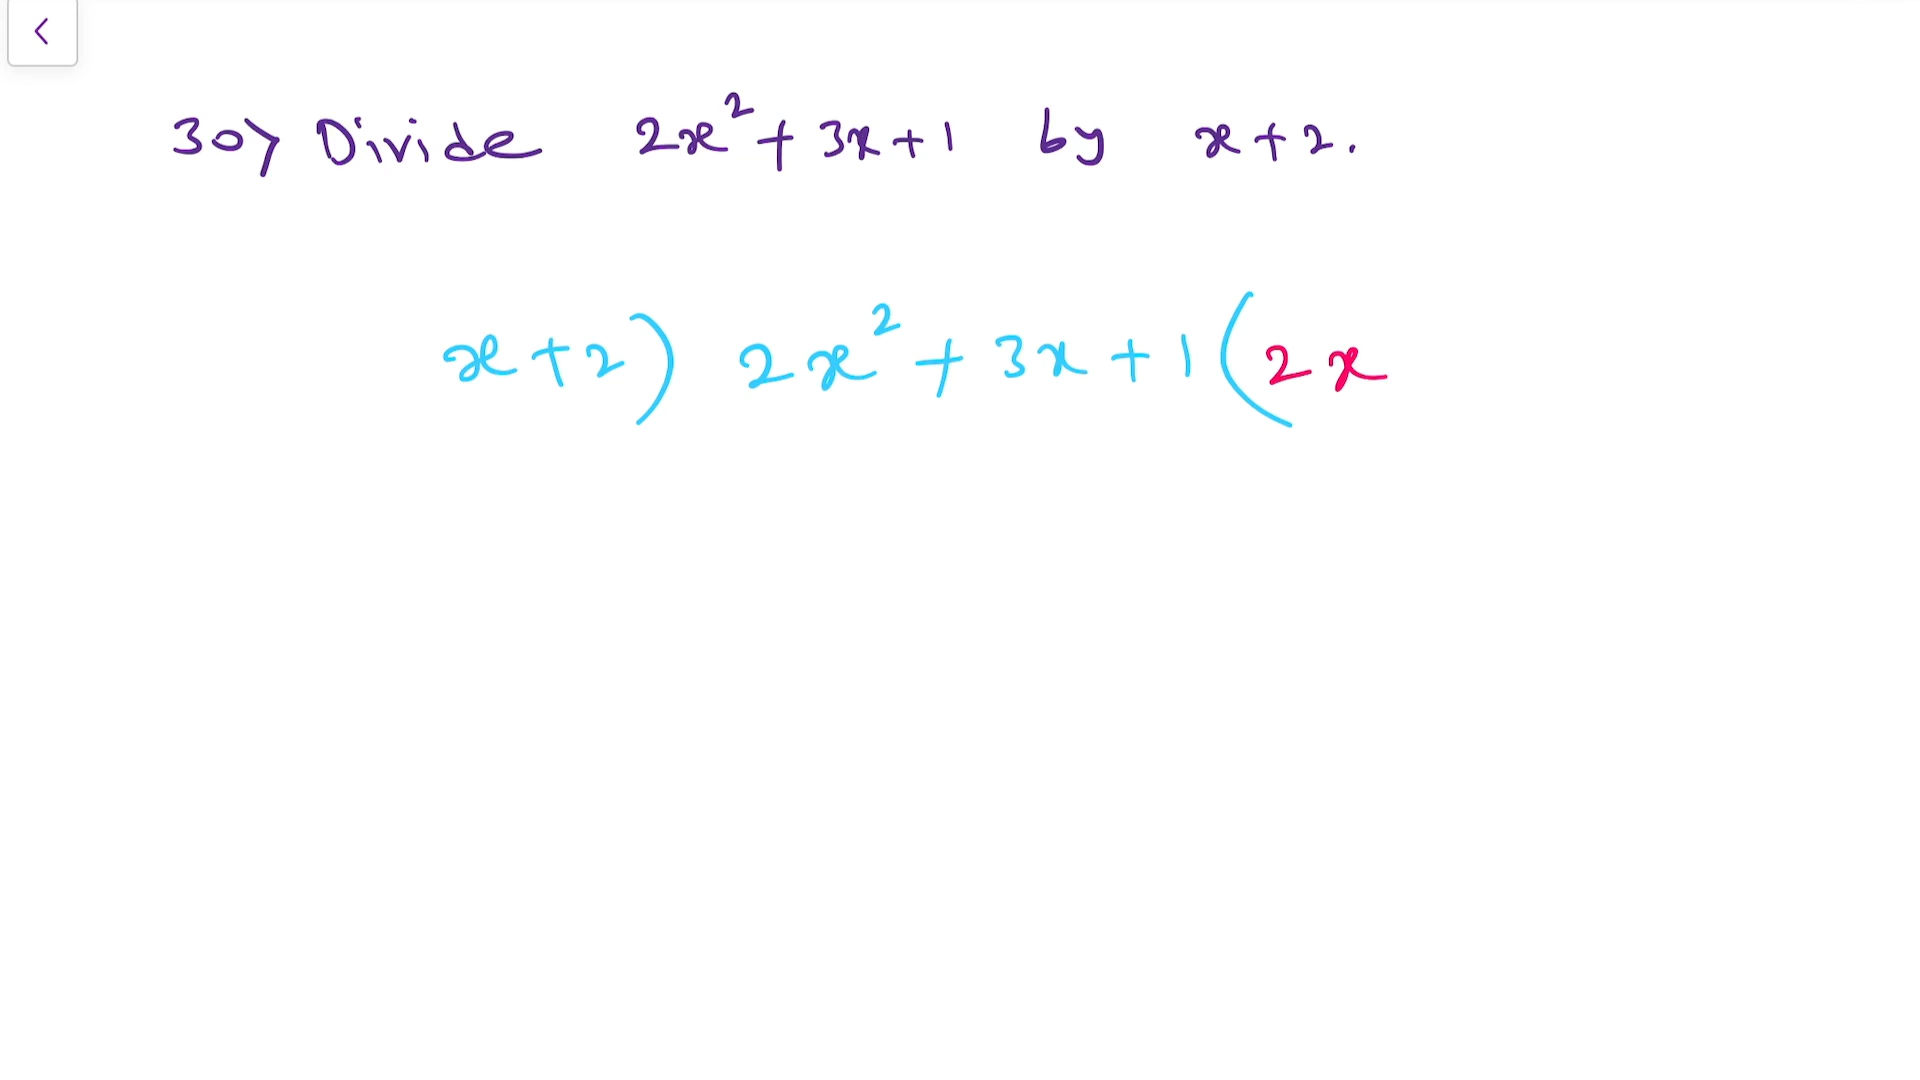 30> Divide 2x² + 3x + 1 by x + 2.
x + 2) 2x² + 3x + 1 (2x